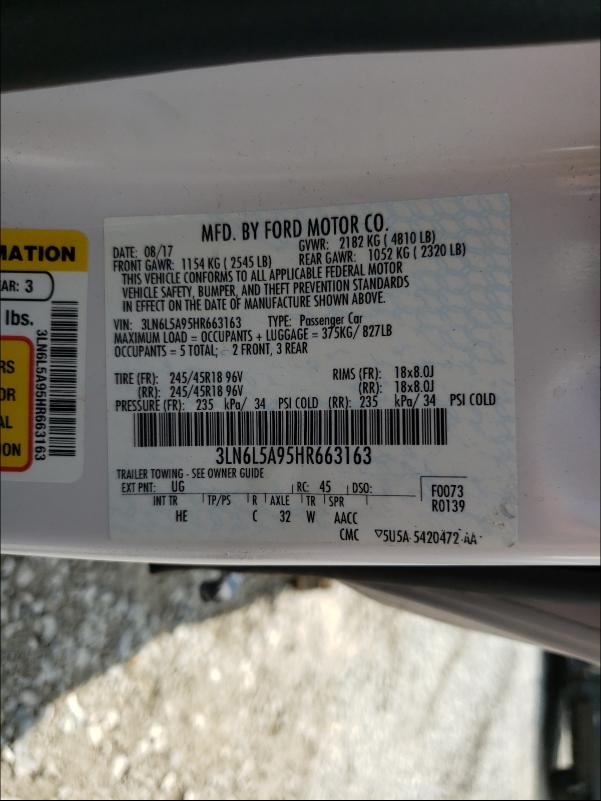 MFD. BY FORD MOTOR CO.
DATE: 08/17 GVWR: 2182 KG ( 4810 LB)
FRONT GAWR: 1154 KG ( 2545 LB) REAR GAWR: 1052 KG ( 2320 LB)
THIS VEHICLE CONFORMS TO ALL APPLICABLE FEDERAL MOTOR
VEHICLE SAFETY, BUMPER, AND THEFT PREVENTION STANDARDS
IN EFFECT ON THE DATE OF MANUFACTURE SHOWN ABOVE.
VIN: 3LN6L5A95HR663163 TYPE: Passenger Car
MAXIMUM LOAD = OCCUPANTS + LUGGAGE = 375KG/ 827LB
OCCUPANTS = 5 TOTAL; 2 FRONT, 3 REAR
TIRE (FR): 245/45R18 96V RIMS (FR): 18x8.0J
(RR): 245/45R18 96V (RR): 18x8.0J
PRESSURE (FR): 235 kPa/ 34 PSI COLD (RR): 235 kPa/ 34 PSI COLD
3LN6L5A95HR663163
TRAILER TOWING - SEE OWNER GUIDE
EXT PNT: UG RC: 45 DSO: F0073
INT TR TP/PS R AXLE TR SPR R0139
HE C 32 W AACC
CMC ▽5U5A-5420472-AA
MATION
AR: 3
lbs.
RS
OR
AL
ION
3LN6L5A95HR663163